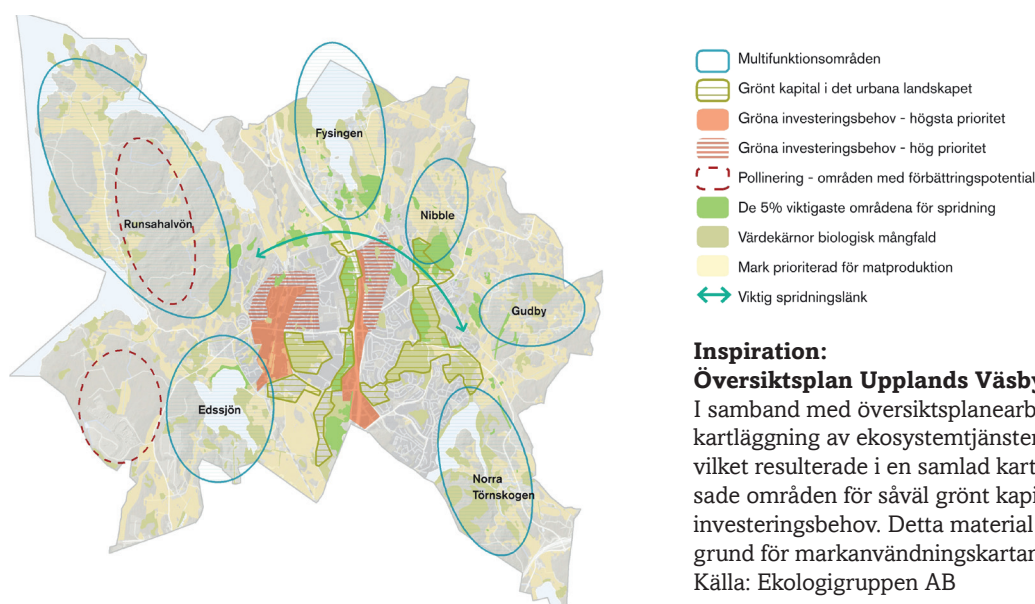 Fysingen
Nibble
Runsahalvön
Gudby
Edssjön
Norra
Törnskogen
Multifunktionsområden
Grönt kapital i det urbana landskapet
Gröna investeringsbehov - högsta prioritet
Gröna investeringsbehov - hög prioritet
Pollinering - områden med förbättringspotential
De 5% viktigaste områdena för spridning
Värdekärnor biologisk mångfald
Mark prioriterad för matproduktion
Viktig spridningslänk
Inspiration:
Översiktsplan Upplands Väsby
I samband med översiktsplanearb
kartläggning av ekosystemtjänster
vilket resulterade i en samlad kart
sade områden för såväl grönt kapi
investeringsbehov. Detta material
grund för markanvändningskartan
Källa: Ekologigruppen AB